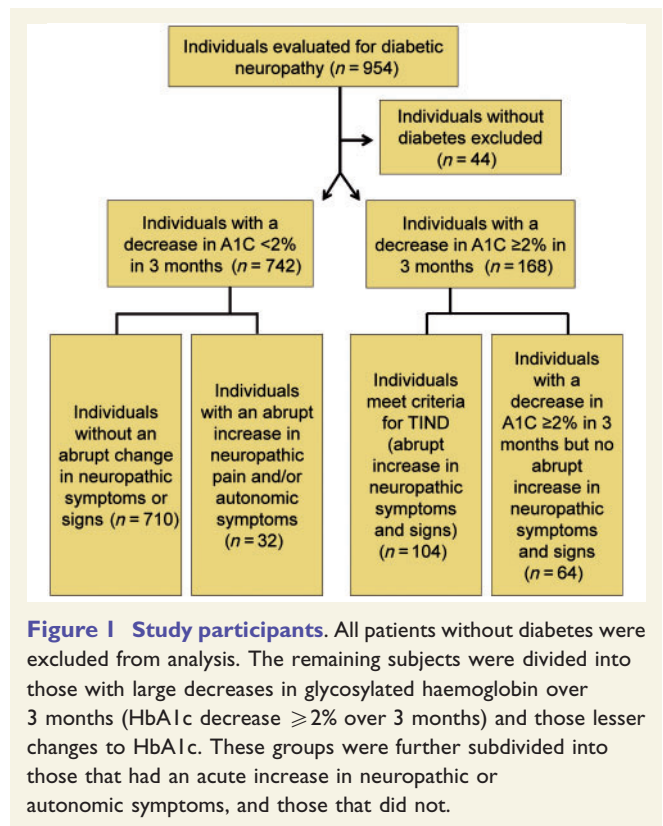 Individuals evaluated for diabetic
neuropathy (n = 954)
Individuals without
diabetes excluded
(n = 44)
Individuals with a
decrease in A1C <2%
in 3 months (n = 742)
Individuals with a
decrease in A1C ≥2% in
3 months (n = 168)
Individuals
without an
abrupt change
in neuropathic
symptoms or
signs (n = 710)
Individuals
with an abrupt
increase in
neuropathic
pain and/or
autonomic
symptoms
(n = 32)
Individuals
meet criteria
for TIND
(abrupt
increase in
neuropathic
symptoms
and signs)
(n = 104)
Individuals
with a
decrease in
A1C ≥2% in 3
months but no
abrupt
increase in
neuropathic
symptoms
and signs
(n = 64)
Figure 1 Study participants. All patients without diabetes were
excluded from analysis. The remaining subjects were divided into
those with large decreases in glycosylated haemoglobin over
3 months (HbA1c decrease ≥2% over 3 months) and those lesser
changes to HbA1c. These groups were further subdivided into
those that had an acute increase in neuropathic or
autonomic symptoms, and those that did not.